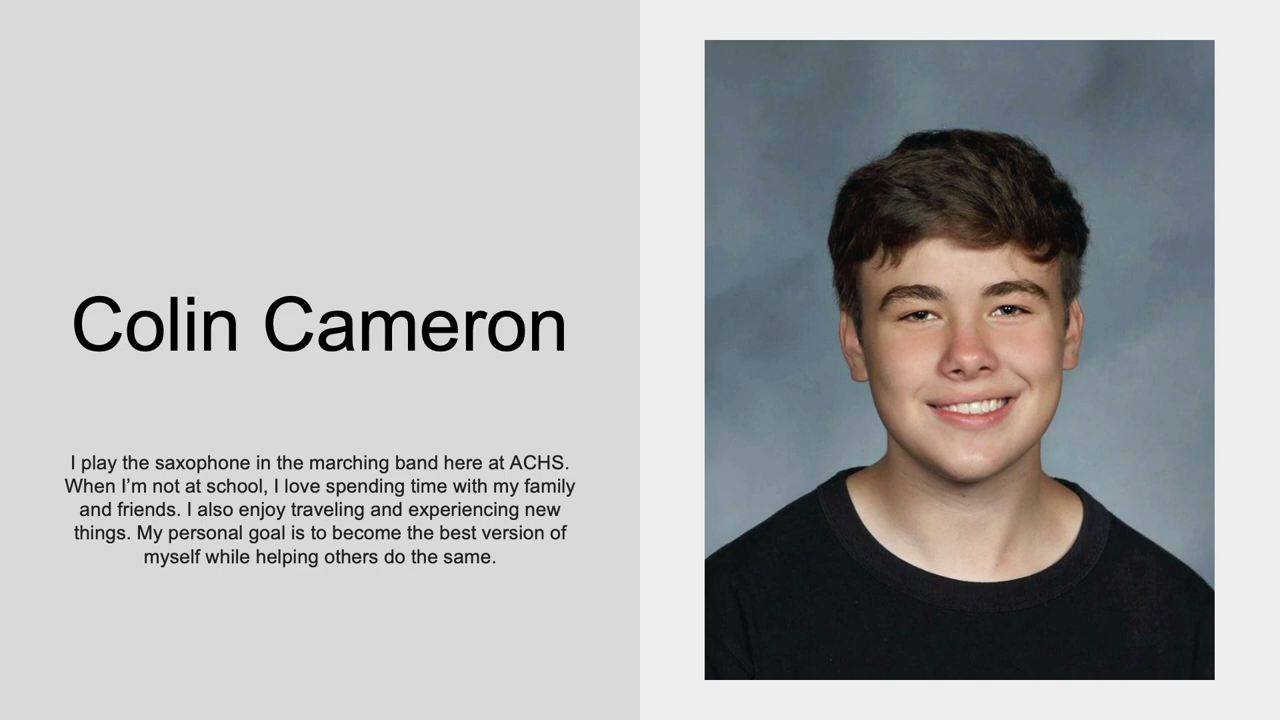 Colin Cameron
I play the saxophone in the marching band here at ACHS.
When I’m not at school, I love spending time with my family
and friends. I also enjoy traveling and experiencing new
things. My personal goal is to become the best version of
myself while helping others do the same.